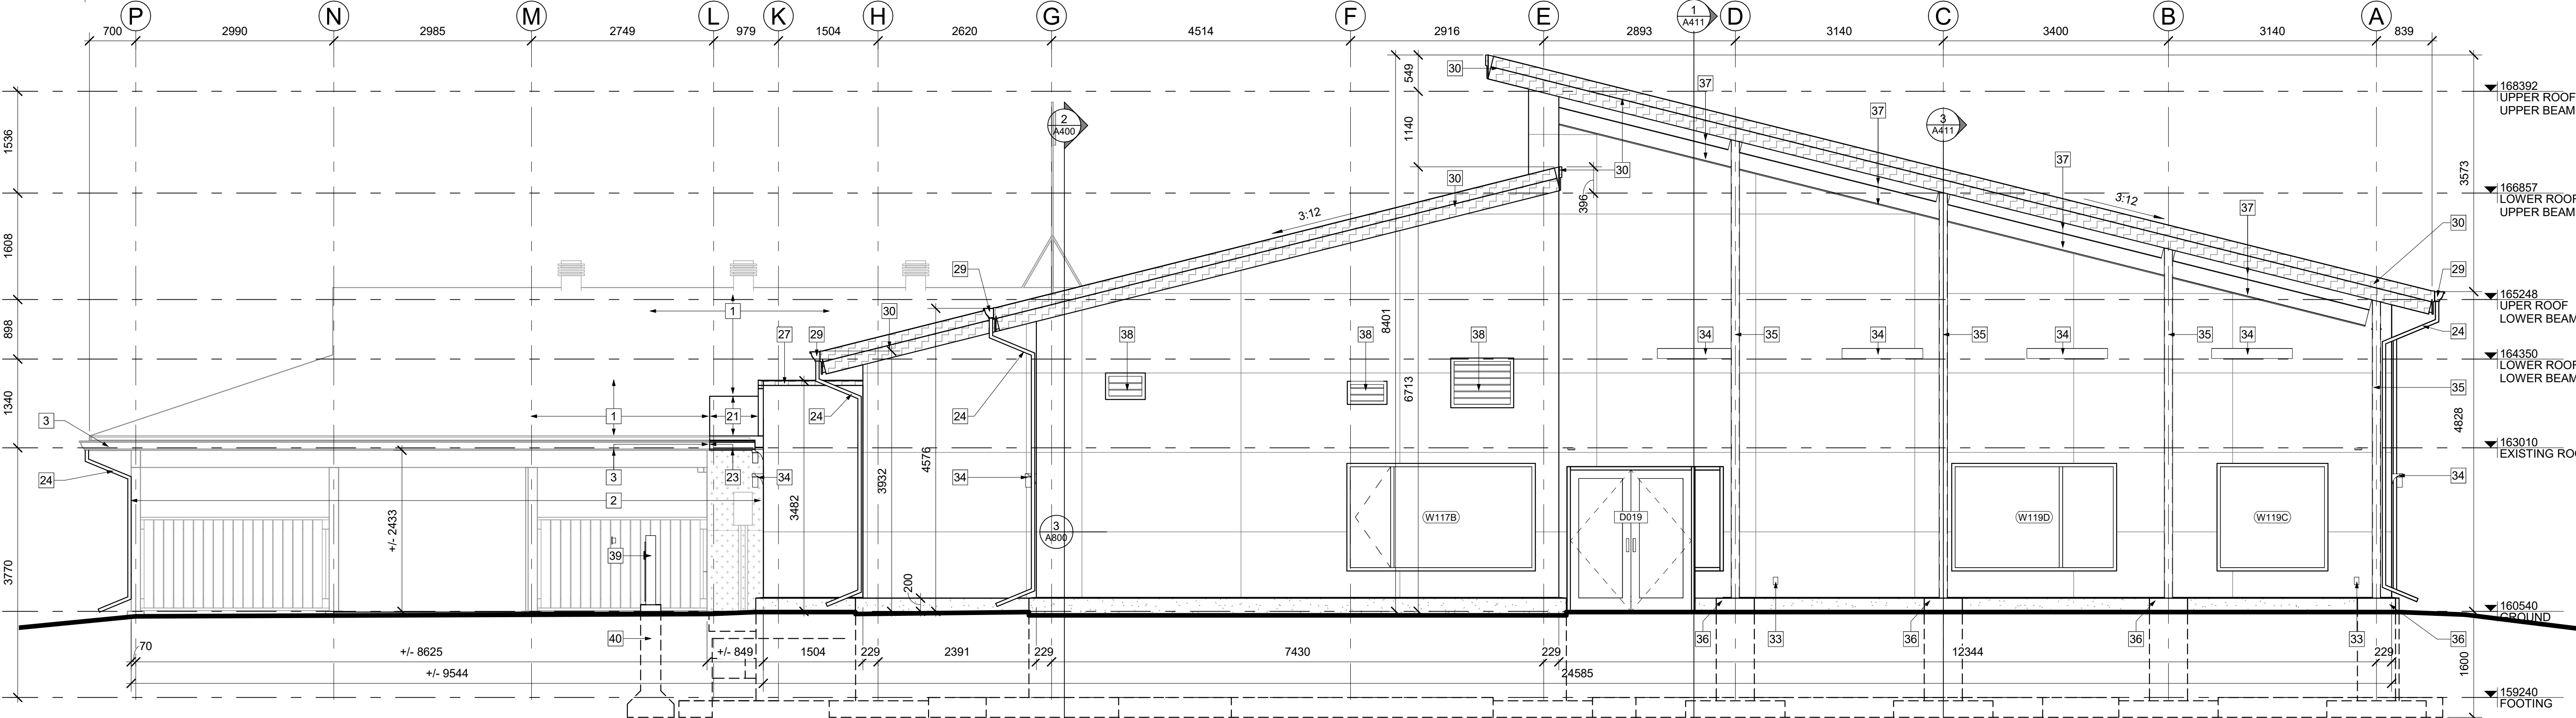 P N M L K H G F E D C B A
1
A411
700 2990 2985 2749 979 1504 2620 4514 2916 2893 3140 3400 3140 839
549
1140
396
8401
6713
3573
4828
1600
1536
1608
898
1340
3770
2
A400
3
A411
3
A800
3:12
3:12
168392
UPPER ROOF
UPPER BEAM
166857
LOWER ROOF
UPPER BEAM
165248
UPER ROOF
LOWER BEAM
164350
LOWER ROOF
LOWER BEAM
163010
EXISTING ROO
160540
GROUND
159240
FOOTING
30 37 37 37 37 30
30 30 30
29 29 29
30
1 27
38 38 38
34 35 34 35 34 35 34
24
35
3 1 21 24 24
24 3 23 34 34 34
2
39
40
+/- 2433
3482
3932
4576
200
W117B D019 W119D W119C
36 33 36 36 33 36
70 +/- 8625 +/- 849 1504 229 2391 229 7430 229 12344 229
+/- 9544 24585